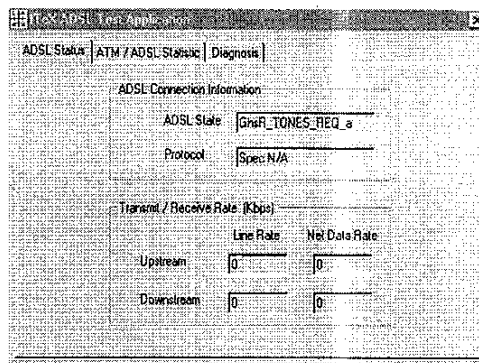 ITeX ADSL Test Application
ADSL Status ATM / ADSL Statistic Diagnosis
ADSL Connection Information
ADSL State GhsR_TONES_REQ_a
Protocol Spec N/A
Transmit / Receive Rate (Kbps)
Line Rate Net Data Rate
Upstream 0 0
Downstream 0 0